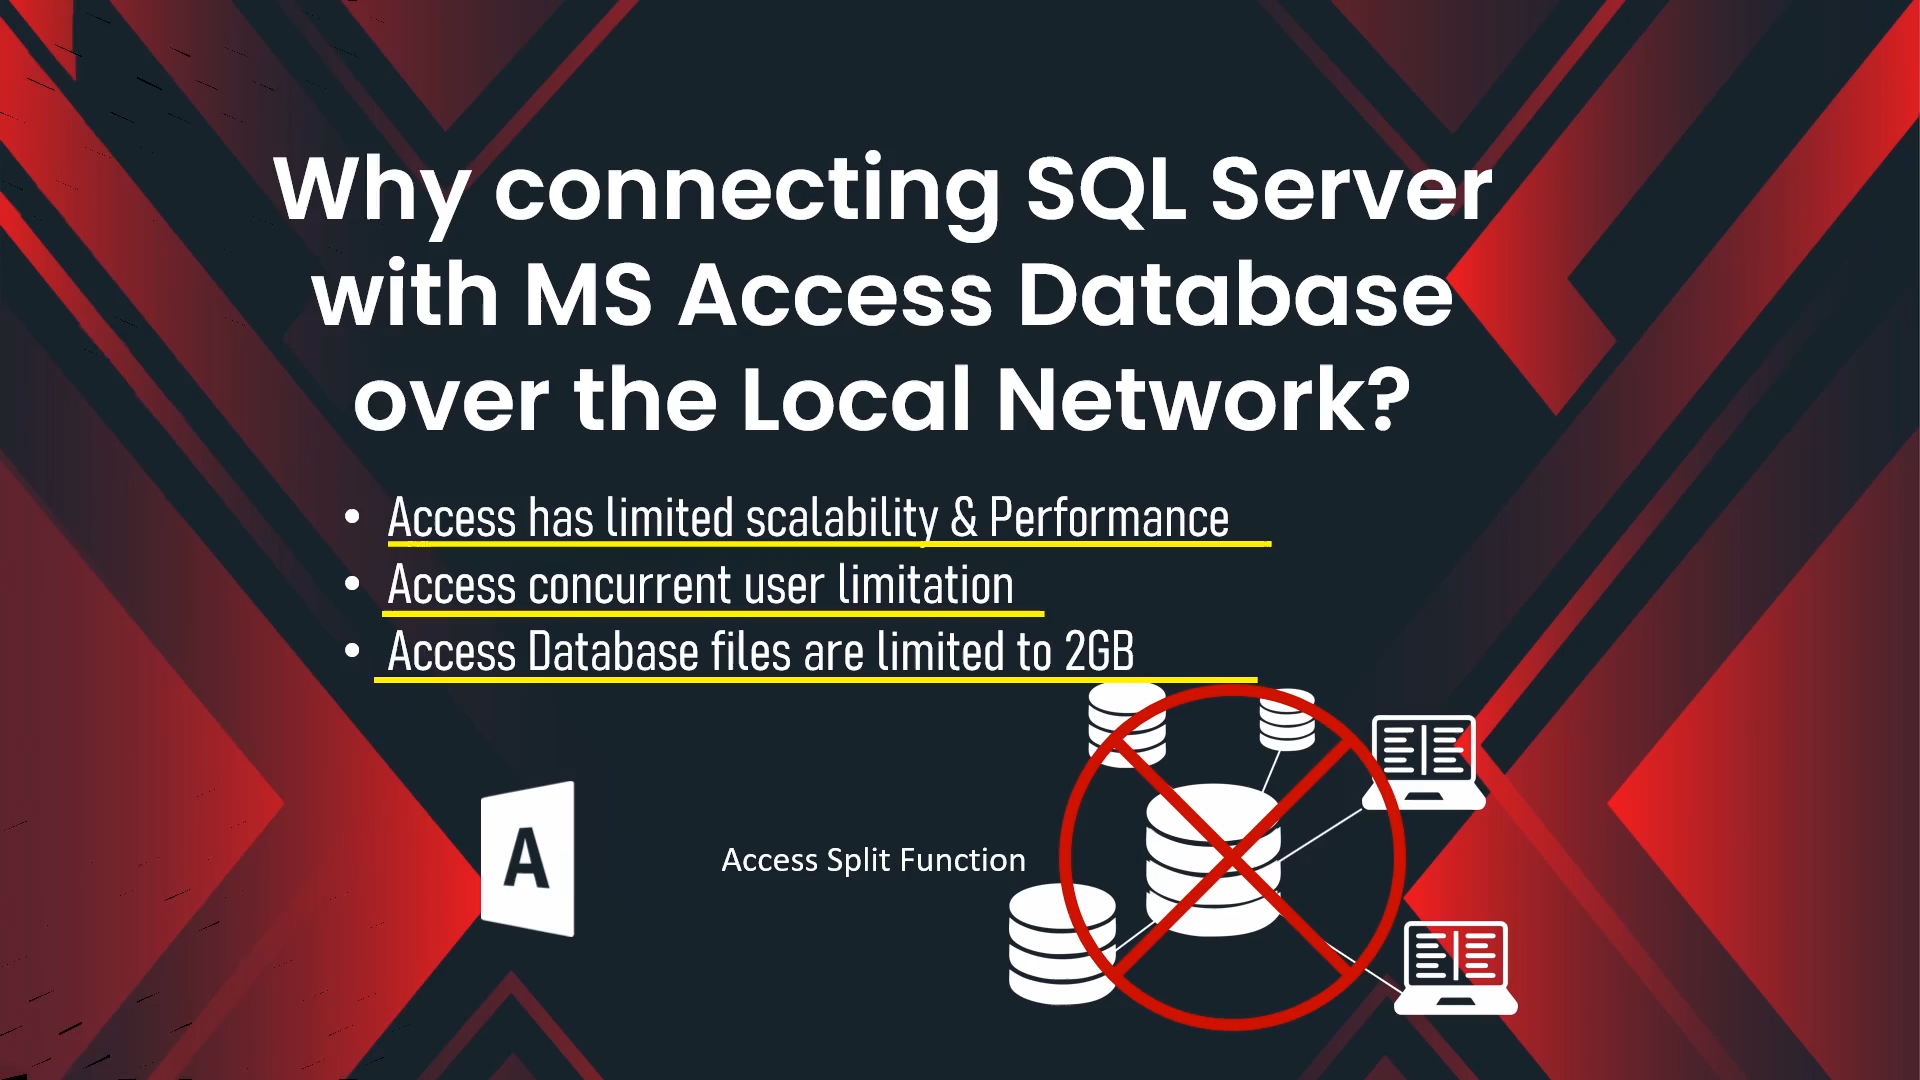 Why connecting SQL Server
with MS Access Database
over the Local Network?
• Access has limited scalability & Performance
• Access concurrent user limitation
• Access Database files are limited to 2GB
A
Access Split Function